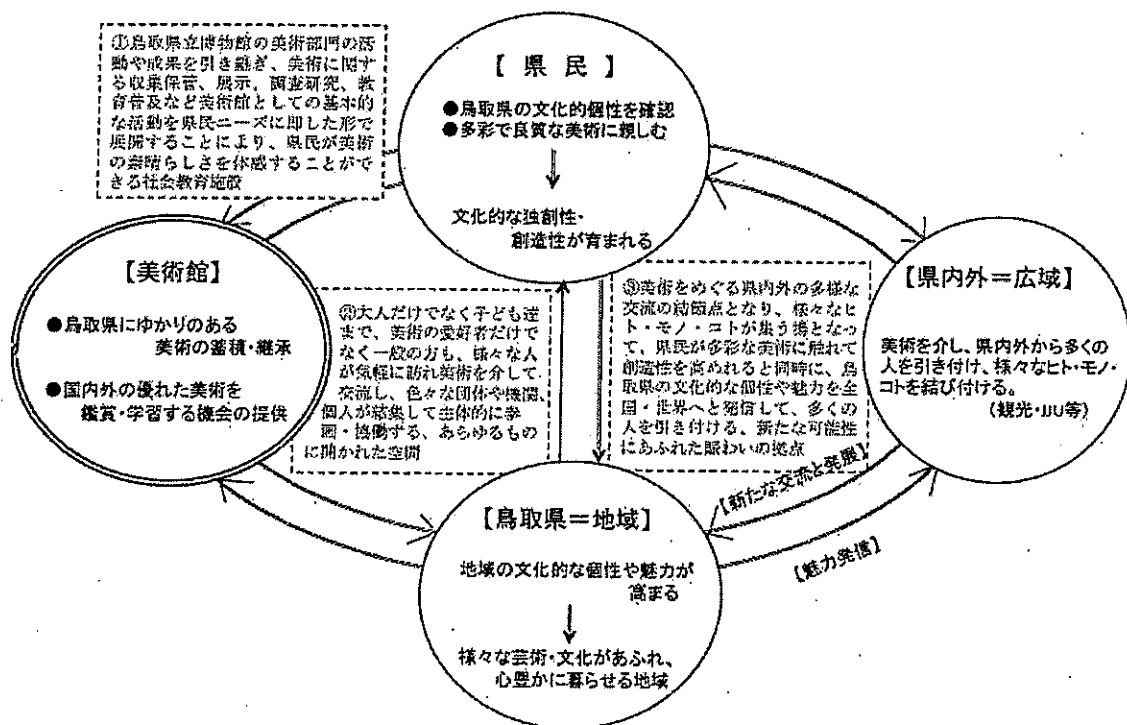 ①鳥取県立博物館の美術部門の活
動や成果を引き継ぎ、美術に関す
る収集保管、展示、調査研究、教
育普及など美術館としての基本的
な活動を県民ニーズに即した形で
展開することにより、県民が美術
の素晴らしさを体感することがで
きる社会教育施設
【 県 民 】
●鳥取県の文化的個性を確認
●多彩で良質な美術に親しむ
文化的な独創性・
創造性が育まれる
【美術館】
●鳥取県にゆかりのある
美術の蓄積・継承
●国内外の優れた美術を
鑑賞・学習する機会の提供
②大人だけでなく子ども達
まで、美術の愛好者だけで
なく一般の方も、様々な人
が気軽に訪れ美術を介して
交流し、色々な団体や機関、
個人が結集して主体的に参
画・協働する、あらゆるもの
に開かれた空間
③美術をめぐる県内外の多様な
交流の結節点となり、様々なヒ
ト・モノ・コトが集う場となっ
て、県民が多彩な美術に触れて
創造性を高めれると同時に、鳥
取県の文化的な個性や魅力を全
国・世界へと発信して、多くの
人を引き付ける、新たな可能性
にあふれた賑わいの拠点
【県内外＝広域】
美術を介し、県内外から多くの
人を引き付け、様々なヒト・モノ・
コトを結び付ける。
（観光・IJU等）
【新たな交流と発展】
【魅力発信】
【鳥取県＝地域】
地域の文化的な個性や魅力が
高まる
様々な芸術・文化があふれ、
心豊かに暮らせる地域